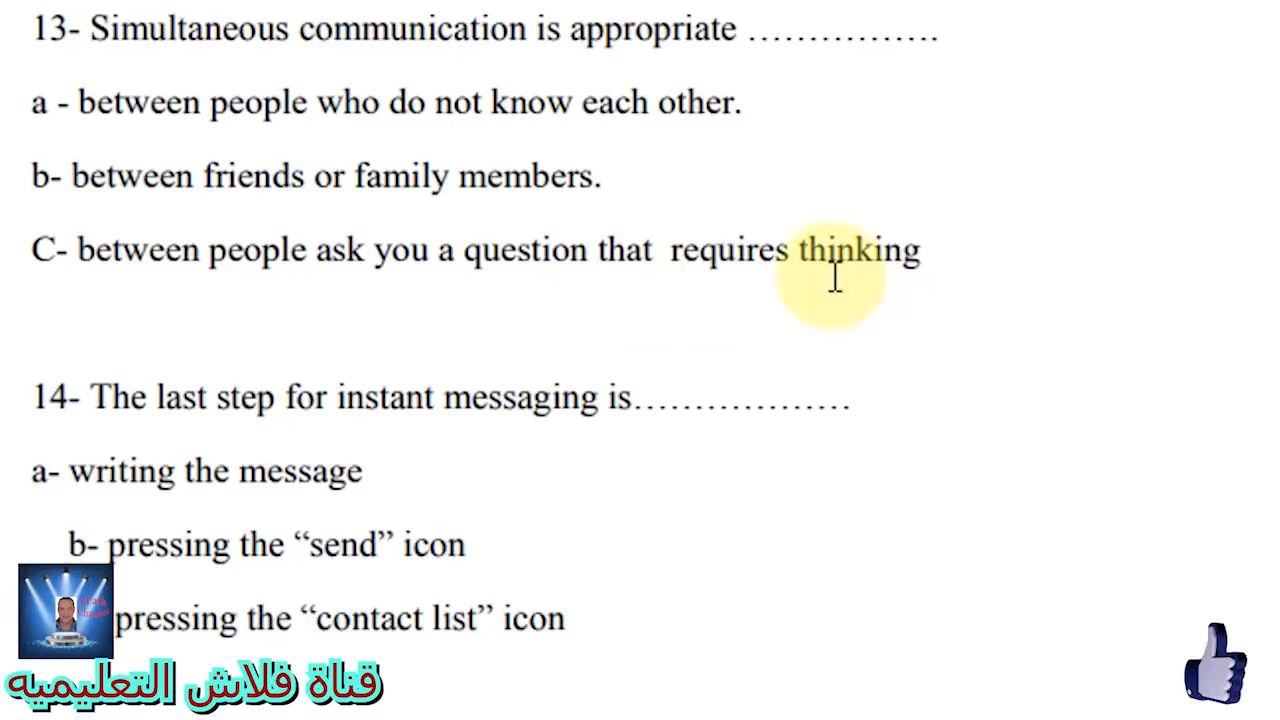 13- Simultaneous communication is appropriate …………….
a - between people who do not know each other.
b- between friends or family members.
C- between people ask you a question that  requires thinking
14- The last step for instant messaging is………………
a- writing the message
b- pressing the “send” icon
pressing the “contact list” icon
قناة فلاش التعليميه